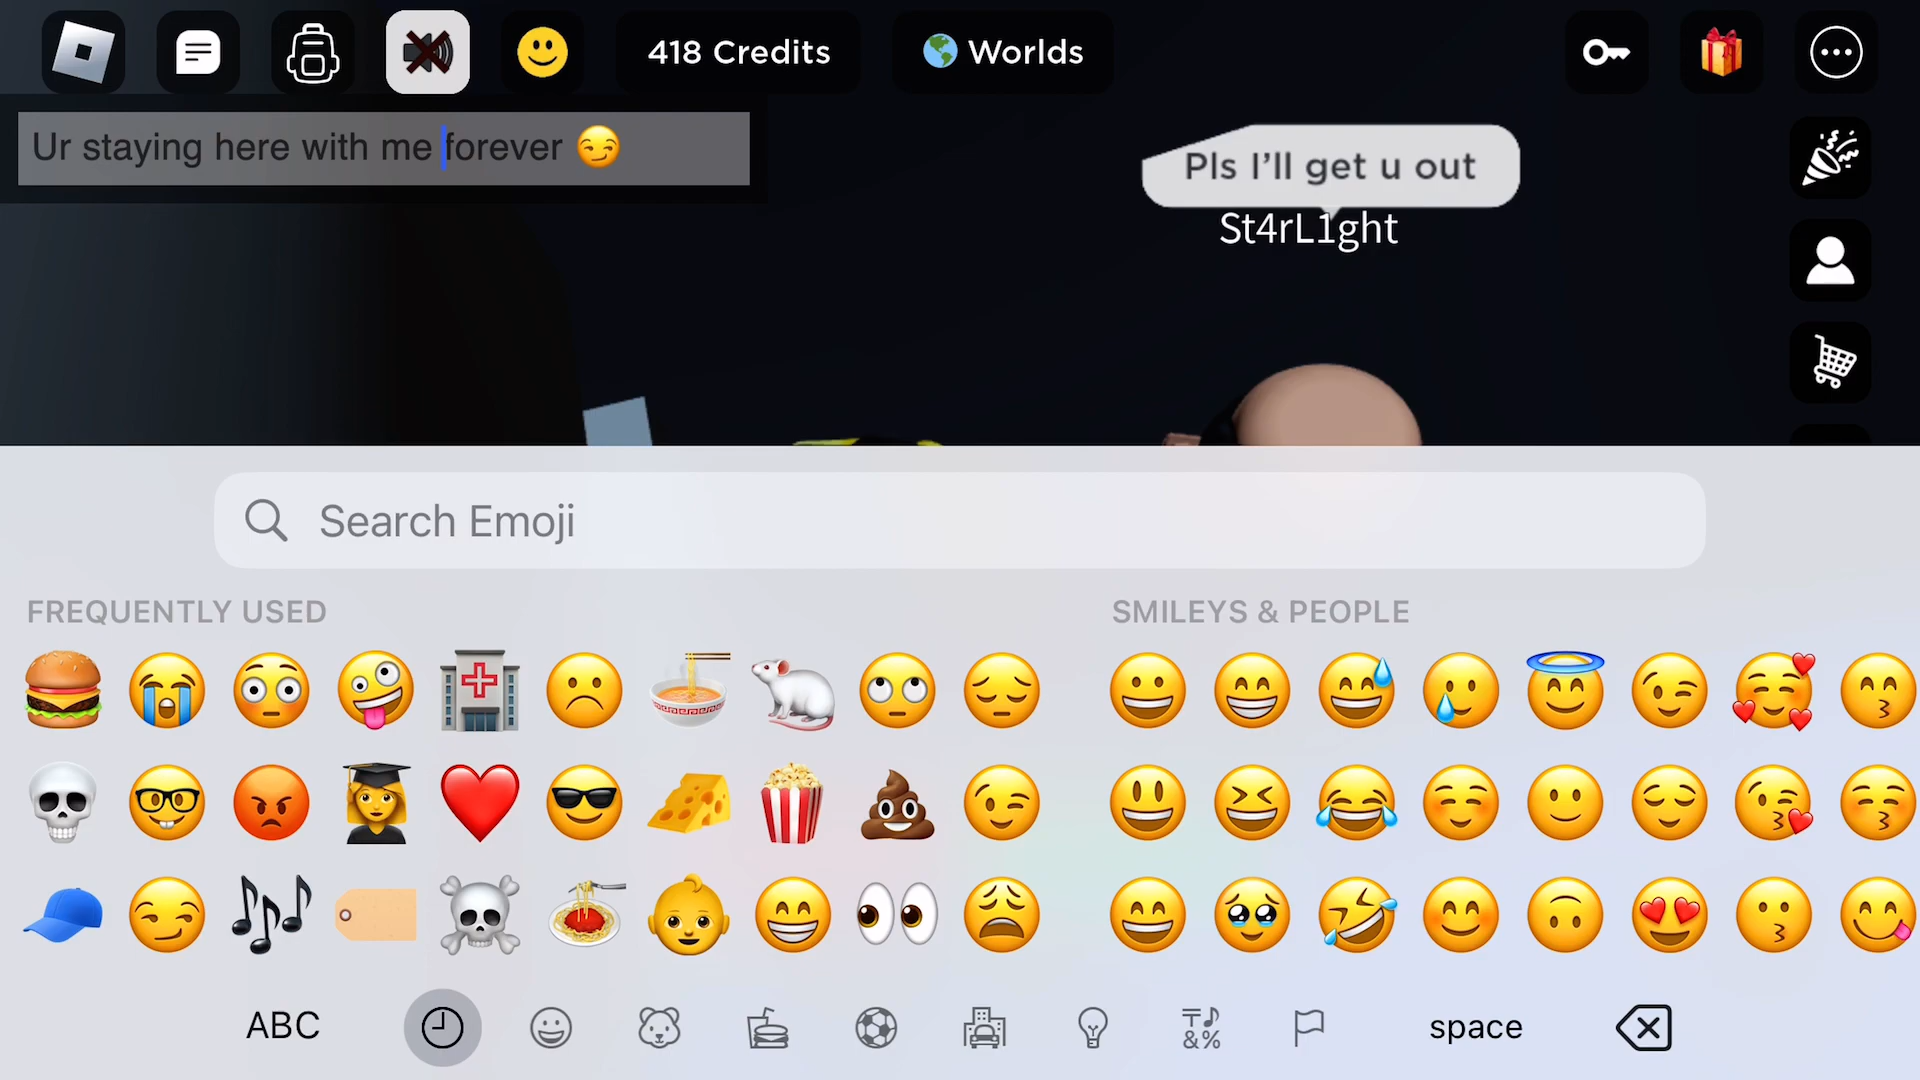 418 Credits
Worlds
Ur staying here with me forever 😏
Pls I'll get u out
St4rL1ght
Search Emoji
FREQUENTLY USED
SMILEYS & PEOPLE
ABC
space